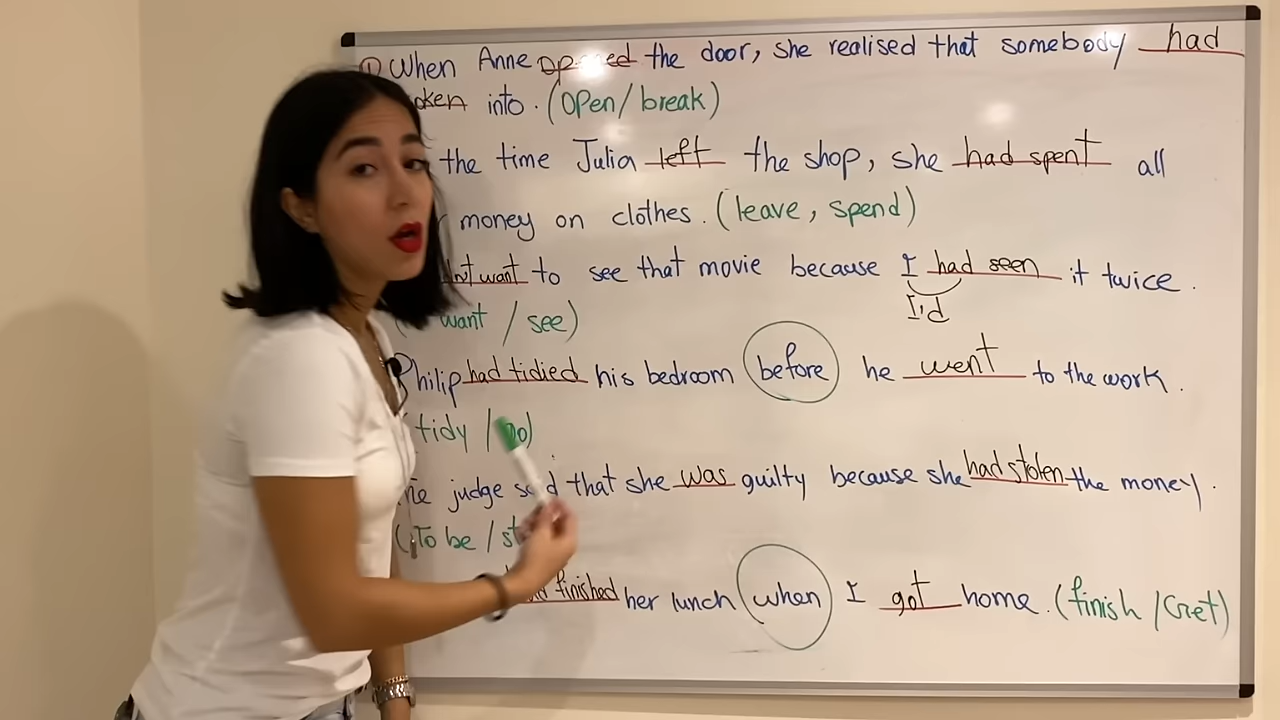 ① When Anne opened the door, she realised that somebody had
into. (open/break)
the time Julia left the shop, she had spent all
money on clothes. (leave, spend)
want to see that movie because I had seen it twice.
I'd
want / see)
Philip had tidied his bedroom before he went to the work.
(tidy / go)
judge said that she was guilty because she had stolen the money.
(To be /
had finished her lunch when I got home. (finish / Get)